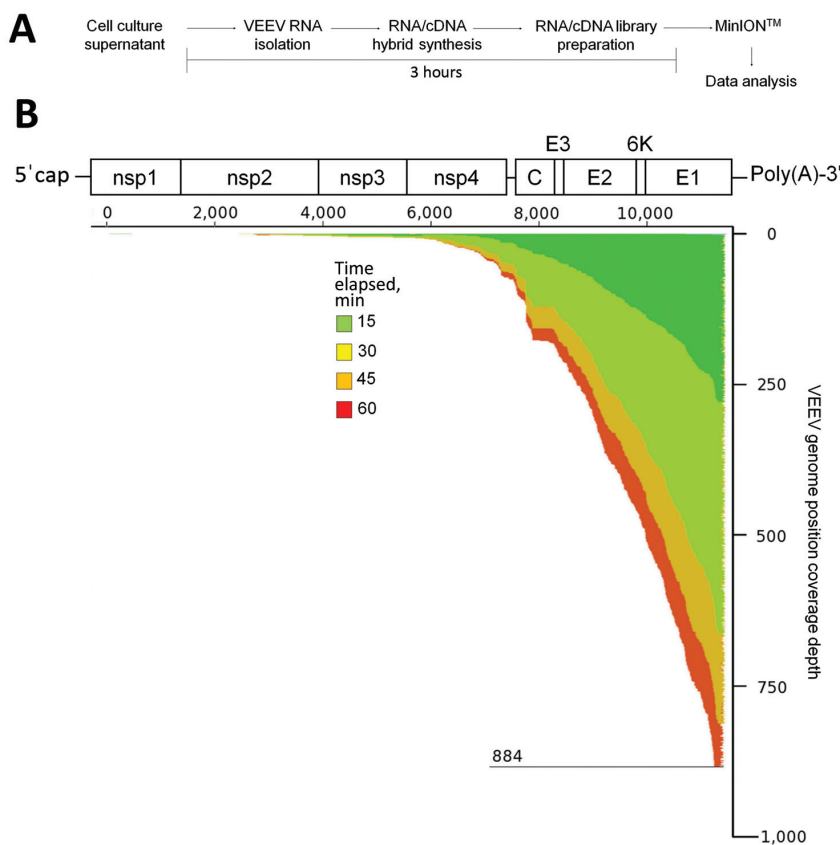 A
Cell culture
supernatant
VEEV RNA
isolation
RNA/cDNA
hybrid synthesis
RNA/cDNA library
preparation
MinION™
3 hours
Data analysis
B
E3
6K
5'cap
nsp1
nsp2
nsp3
nsp4
C
E2
E1
Poly(A)-3'
0
2,000
4,000
6,000
8,000
10,000
0
Time
elapsed,
min
15
30
45
60
250
500
750
1,000
VEEV genome position coverage depth
884